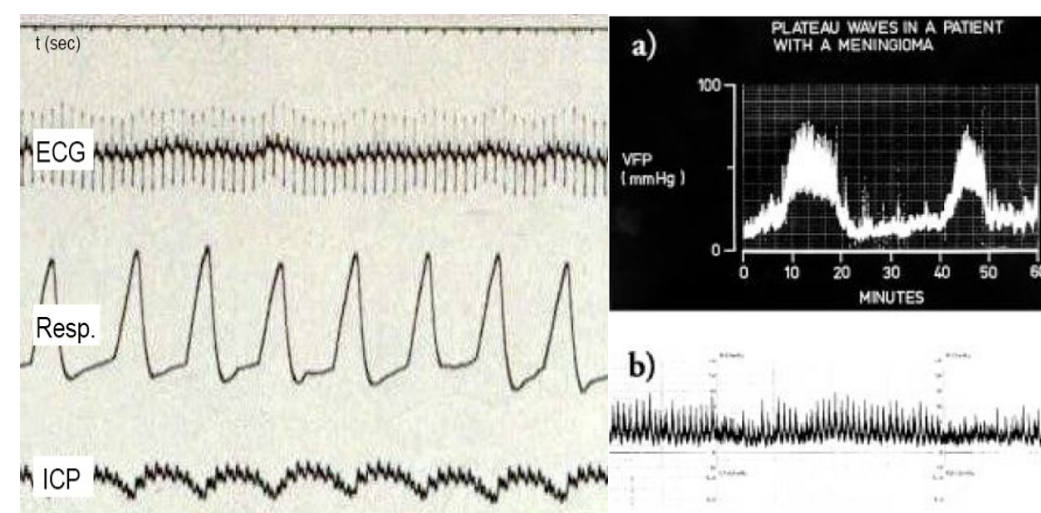 t (sec)
ECG
Resp.
ICP
a)
PLATEAU WAVES IN A PATIENT
WITH A MENINGIOMA
100
VFP
(mmHg)
0
0 10 20 30 40 50 60
MINUTES
b)